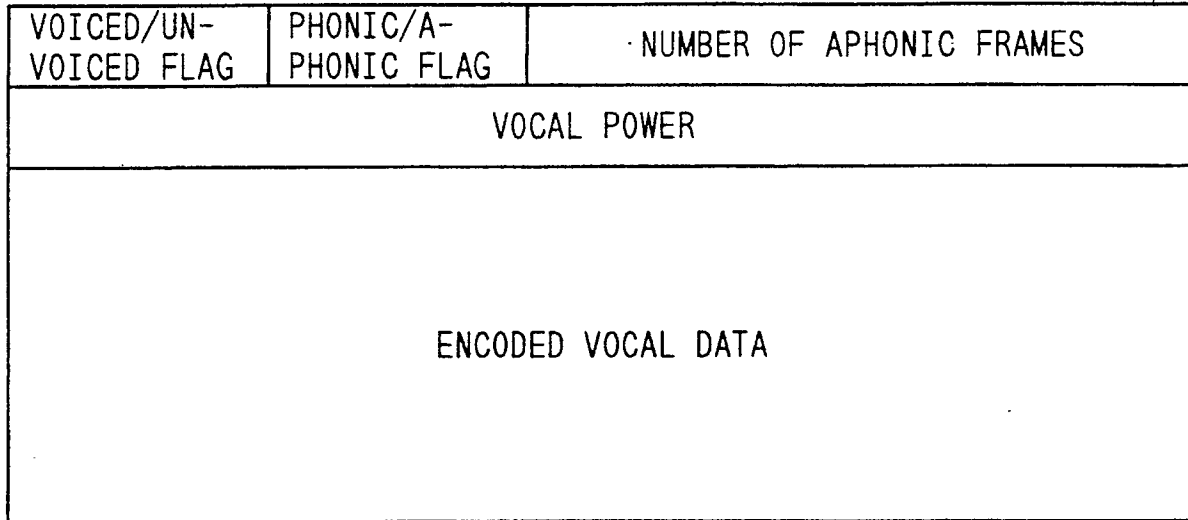 VOICED/UN-
VOICED FLAG
PHONIC/A-
PHONIC FLAG
NUMBER OF APHONIC FRAMES
VOCAL POWER
ENCODED VOCAL DATA